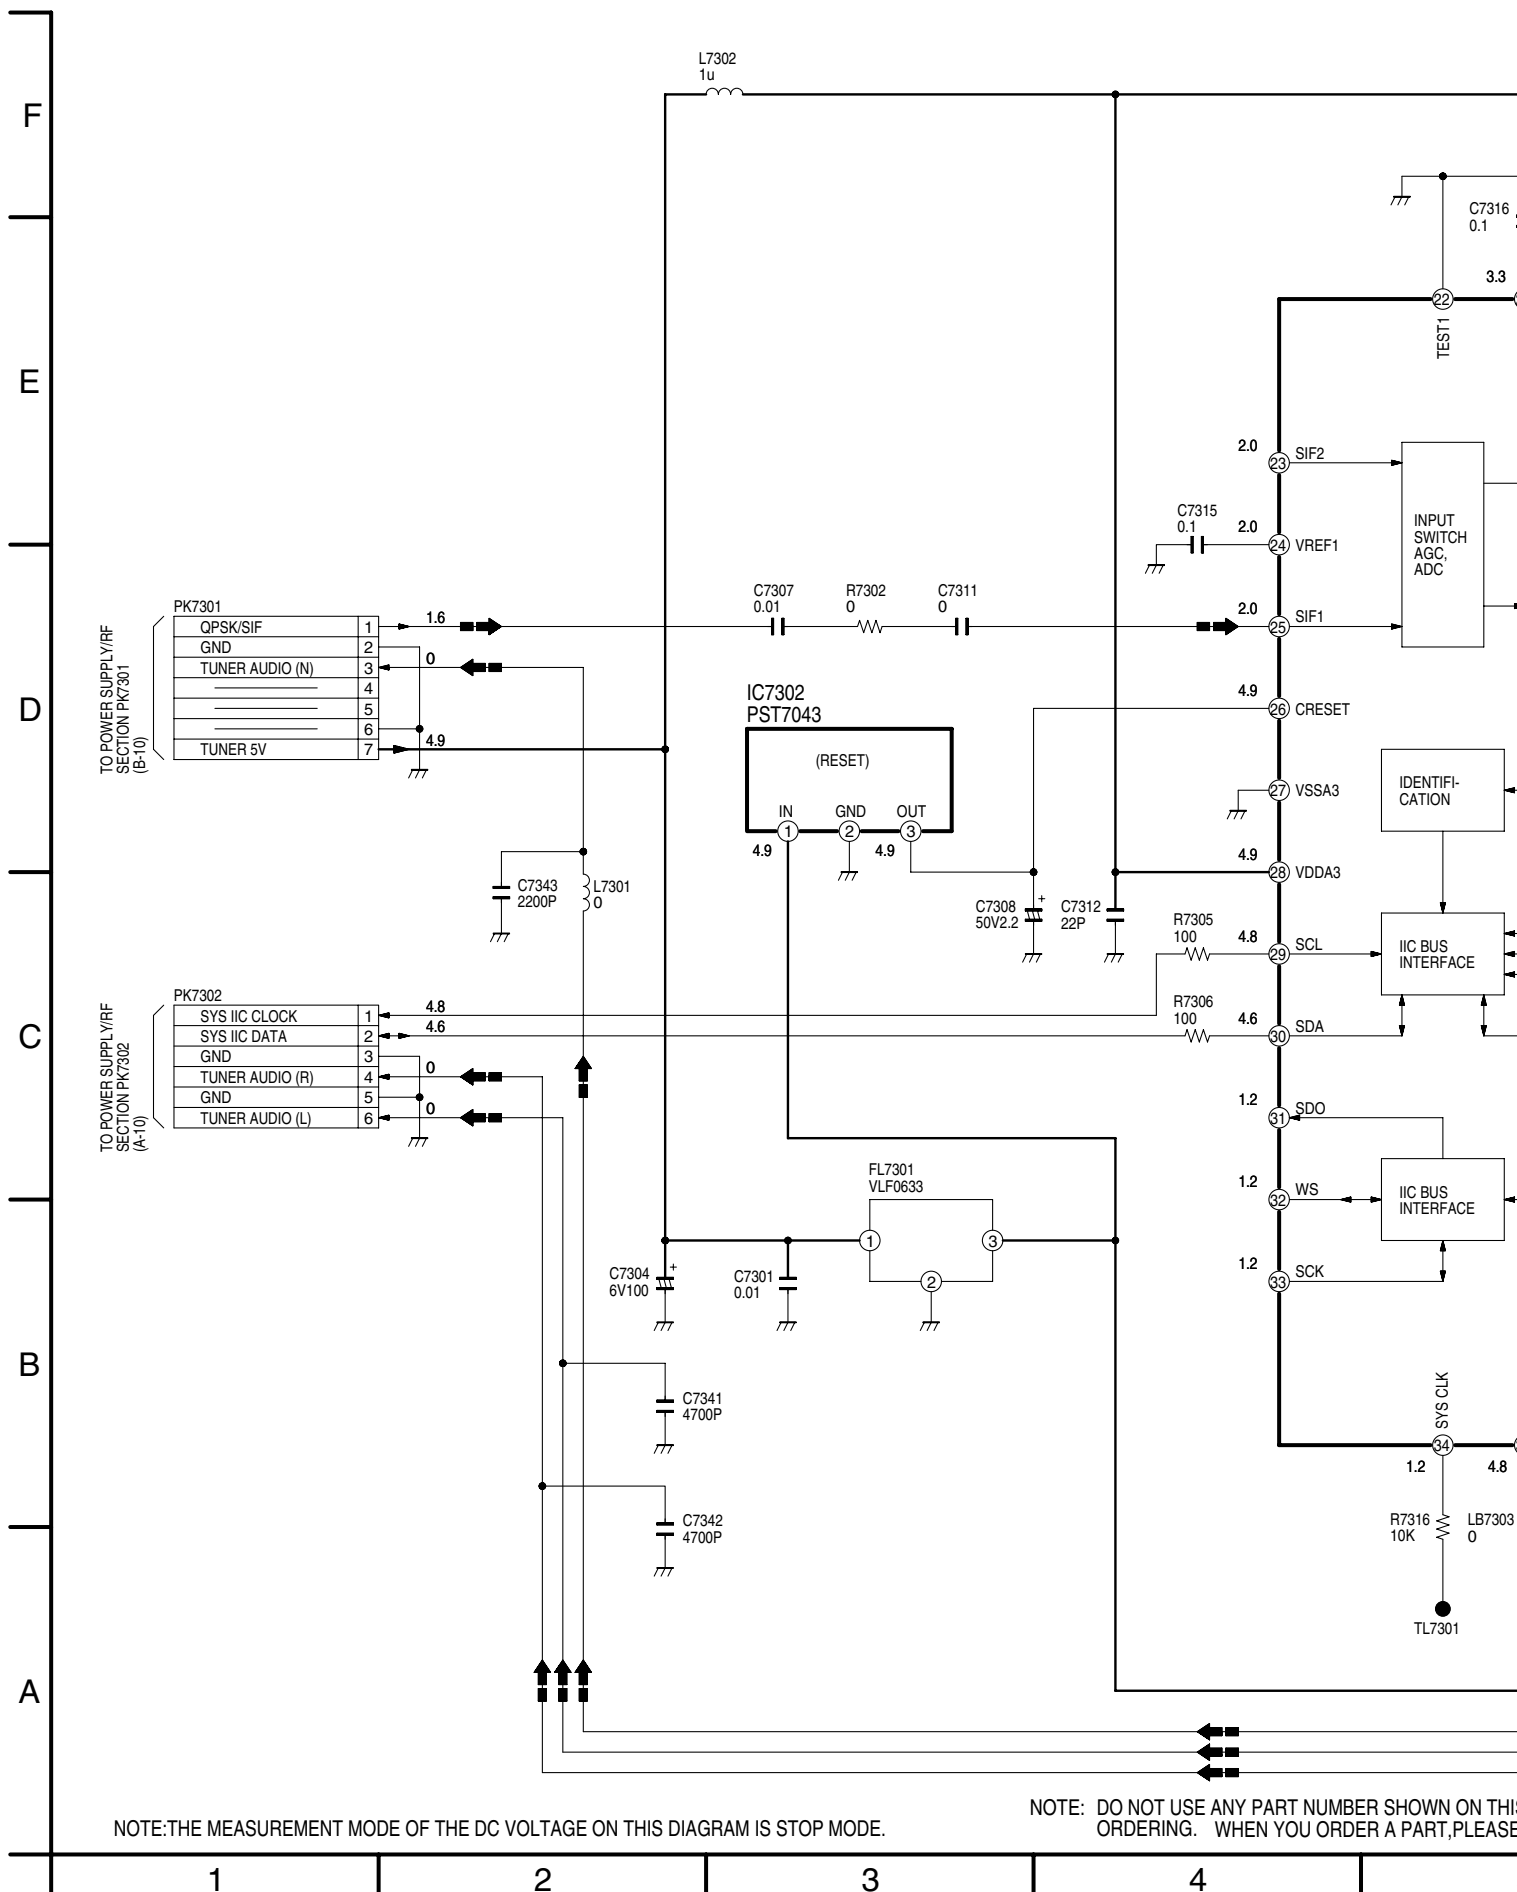 L7302
1u
F
C7316
0.1
3.3
22
TEST1
E
2.0
23
SIF2
C7315
0.1
2.0
24
VREF1
INPUT
SWITCH
AGC,
ADC
C7307
0.01
R7302
0
C7311
0
2.0
25
SIF1
TO POWER SUPPLY/RF
SECTION PK7301
(B-10)
PK7301
QPSK/SIF 1 1.6
GND 2
TUNER AUDIO (N) 3 0
4
5
6
TUNER 5V 7 4.9
D
IC7302
PST7043
(RESET)
IN GND OUT
1 2 3
4.9 4.9
4.9
26
CRESET
27
VSSA3
IDENTIFI-
CATION
4.9
28
VDDA3
C7343
2200P
L7301
0
C7308
50V2.2
+
C7312
22P
R7305
100
4.8
29
SCL
IIC BUS
INTERFACE
R7306
100
4.6
30
SDA
C
TO POWER SUPPLY/RF
SECTION PK7302
(A-10)
PK7302
SYS IIC CLOCK 1 4.8
SYS IIC DATA 2 4.6
GND 3
TUNER AUDIO (R) 4 0
GND 5
TUNER AUDIO (L) 6 0
1.2
31
SDO
1.2
32
WS
IIC BUS
INTERFACE
1.2
33
SCK
FL7301
VLF0633
1 3
2
C7304
6V100
+
C7301
0.01
B
C7341
4700P
SYS CLK
34
1.2 4.8
C7342
4700P
R7316
10K
LB7303
0
TL7301
A
NOTE:THE MEASUREMENT MODE OF THE DC VOLTAGE ON THIS DIAGRAM IS STOP MODE.
NOTE: DO NOT USE ANY PART NUMBER SHOWN ON THIS
ORDERING. WHEN YOU ORDER A PART,PLEASE
1 2 3 4